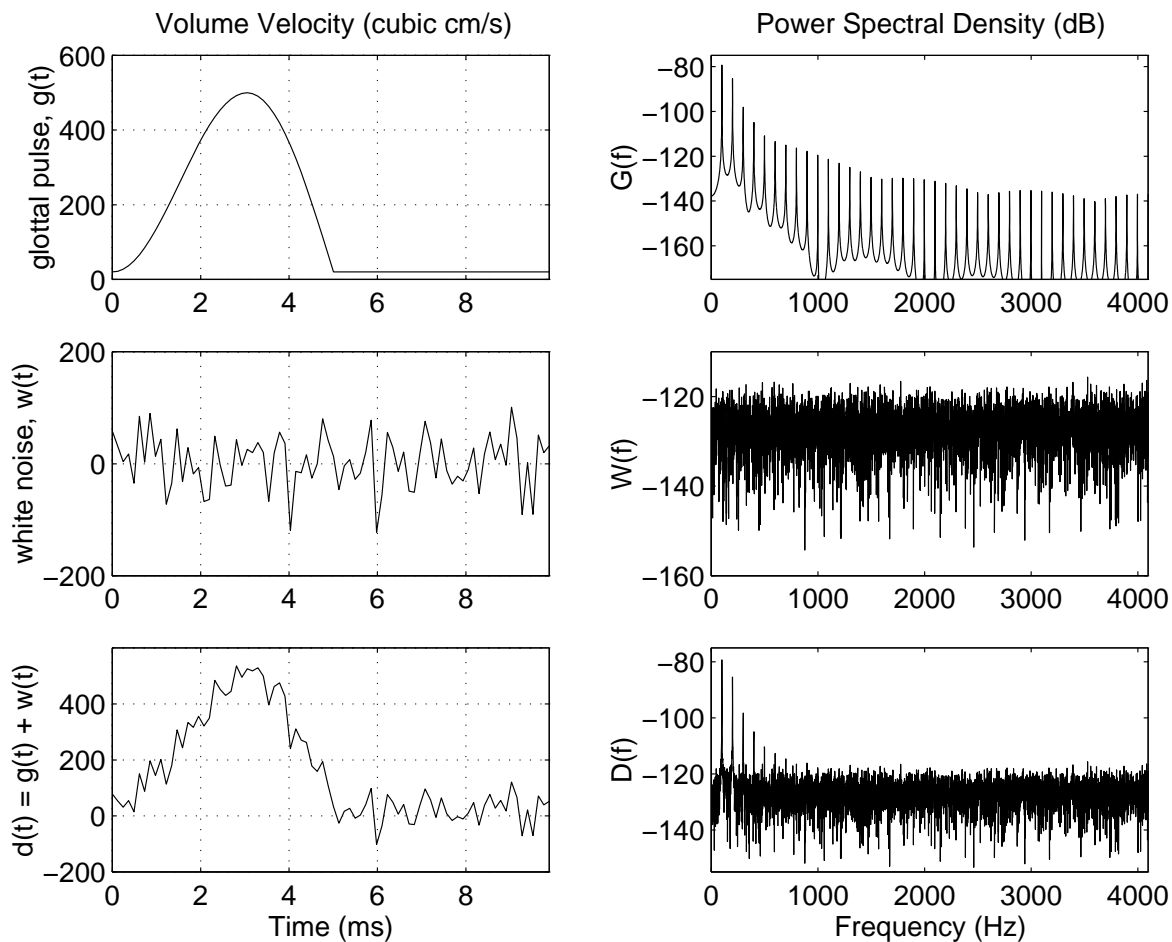 Volume Velocity (cubic cm/s)
Power Spectral Density (dB)
glottal pulse, g(t)
600
400
200
0
0 2 4 6 8
G(f)
−80
−100
−120
−140
−160
0 1000 2000 3000 4000
white noise, w(t)
200
0
−200
0 2 4 6 8
W(f)
−120
−140
−160
0 1000 2000 3000 4000
d(t) = g(t) + w(t)
400
200
0
−200
0 2 4 6 8
Time (ms)
D(f)
−80
−100
−120
−140
0 1000 2000 3000 4000
Frequency (Hz)